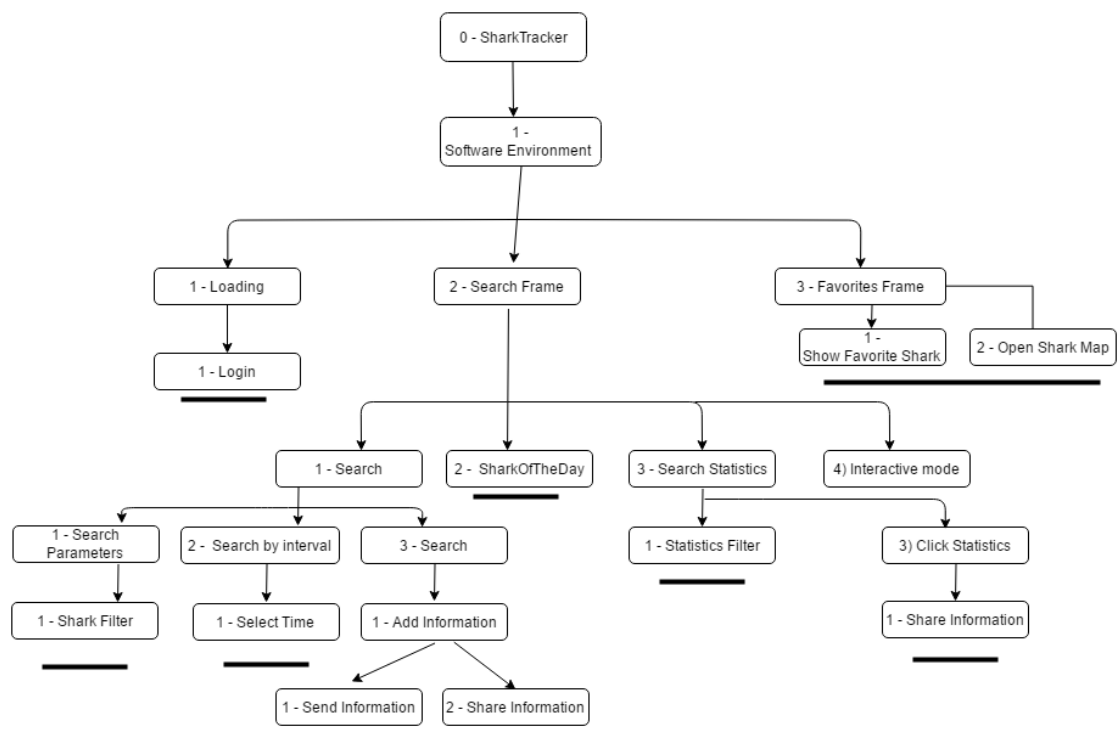 0 - SharkTracker
1 -
Software Environment
1 - Loading
2 - Search Frame
3 - Favorites Frame
1 -
Show Favorite Shark
2 - Open Shark Map
1 - Login
1 - Search
2 - SharkOfTheDay
3 - Search Statistics
4) Interactive mode
1 - Search
Parameters
2 - Search by interval
3 - Search
1 - Statistics Filter
3) Click Statistics
1 - Shark Filter
1 - Select Time
1 - Add Information
1 - Share Information
1 - Send Information
2 - Share Information